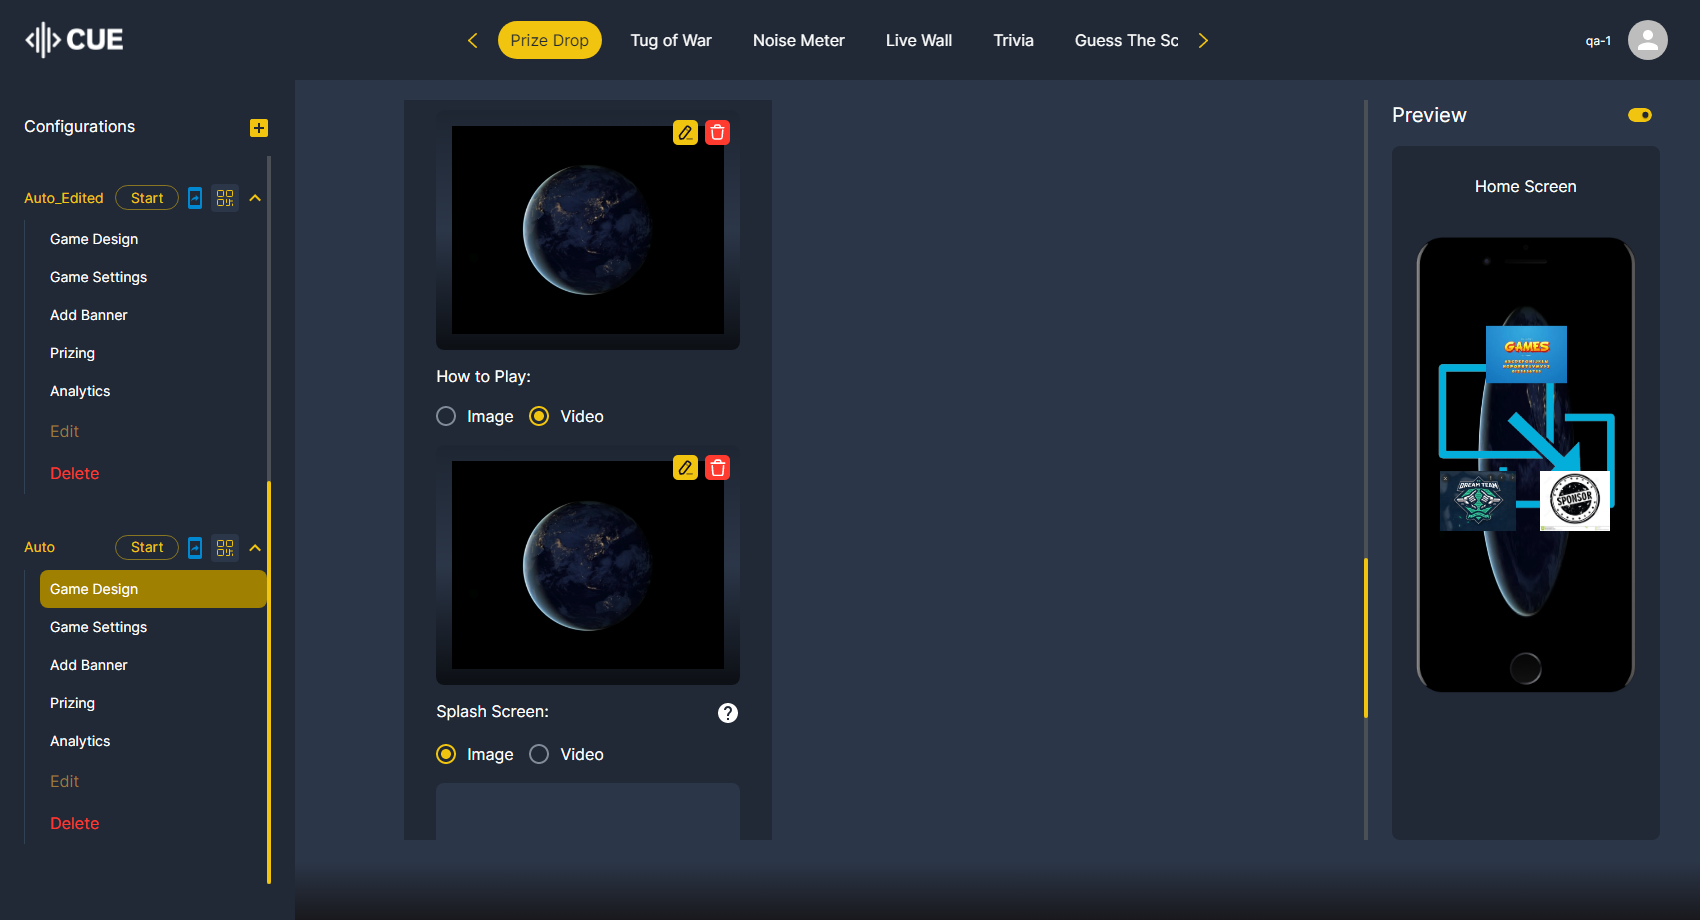 CUE
Prize Drop
Tug of War
Noise Meter
Live Wall
Trivia
Guess The Sc
qa-1
Configurations
Auto_Edited
Start
Game Design
Game Settings
Add Banner
Prizing
Analytics
Edit
Delete
Auto
Start
Game Design
Game Settings
Add Banner
Prizing
Analytics
Edit
Delete
How to Play:
Image
Video
Splash Screen:
?
Image
Video
Preview
Home Screen
GAMES
DREAM TEAM
SPONSOR